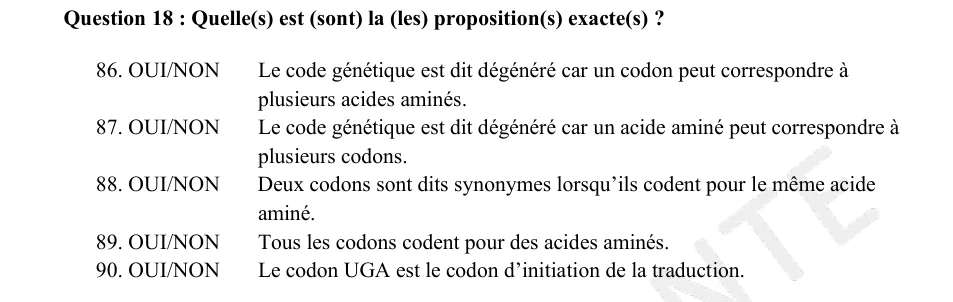 Question 18 : Quelle(s) est (sont) la (les) proposition(s) exacte(s) ?
86. OUI/NON Le code génétique est dit dégénéré car un codon peut correspondre à
plusieurs acides aminés.
87. OUI/NON Le code génétique est dit dégénéré car un acide aminé peut correspondre à
plusieurs codons.
88. OUI/NON Deux codons sont dits synonymes lorsqu’ils codent pour le même acide
aminé.
89. OUI/NON Tous les codons codent pour des acides aminés.
90. OUI/NON Le codon UGA est le codon d’initiation de la traduction.